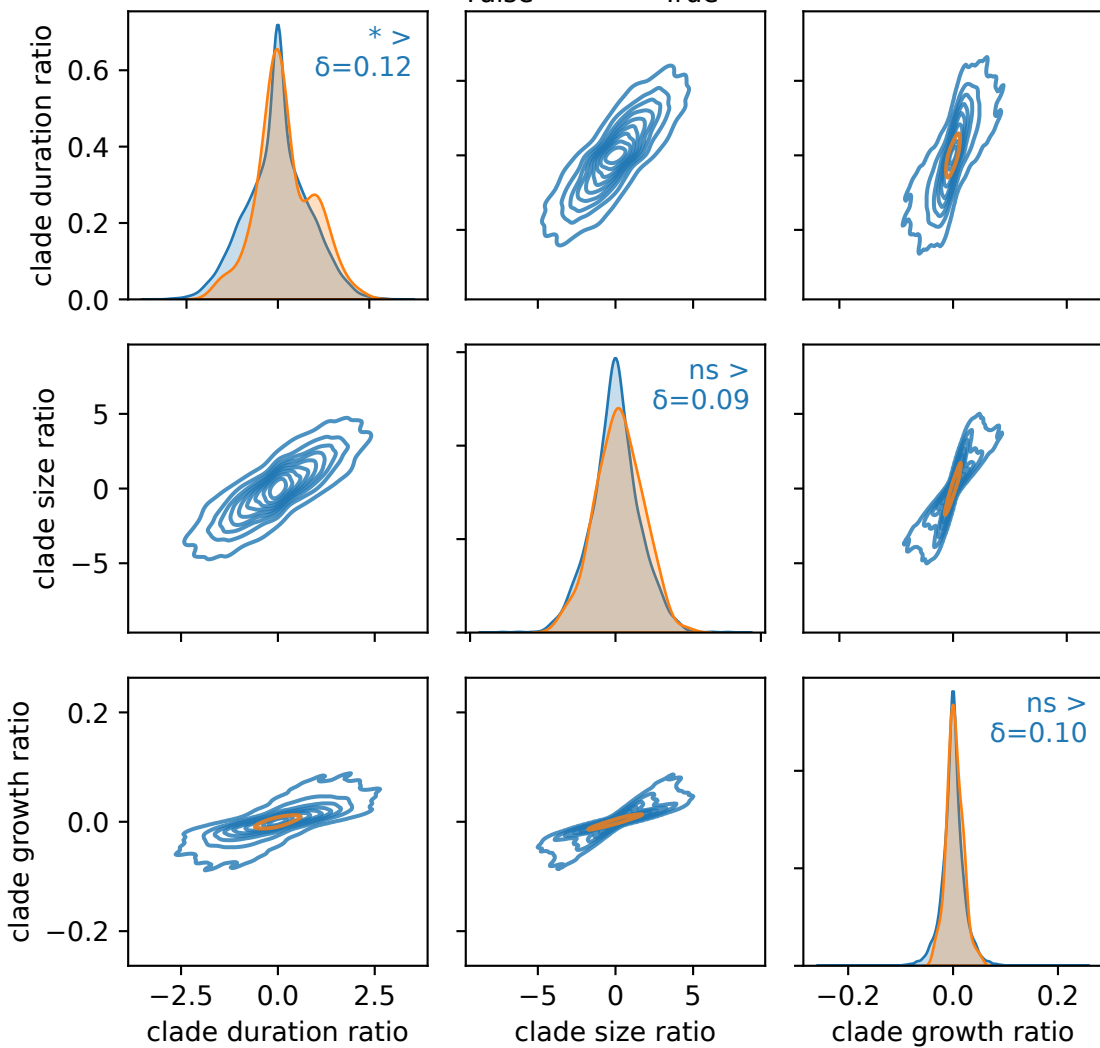 0.6
0.4
0.2
0.0
clade duration ratio
* >
δ=0.12
5
0
−5
clade size ratio
ns >
δ=0.09
0.2
0.0
−0.2
clade growth ratio
ns >
δ=0.10
−2.5 0.0 2.5
−5 0 5
−0.2 0.0 0.2
clade duration ratio
clade size ratio
clade growth ratio